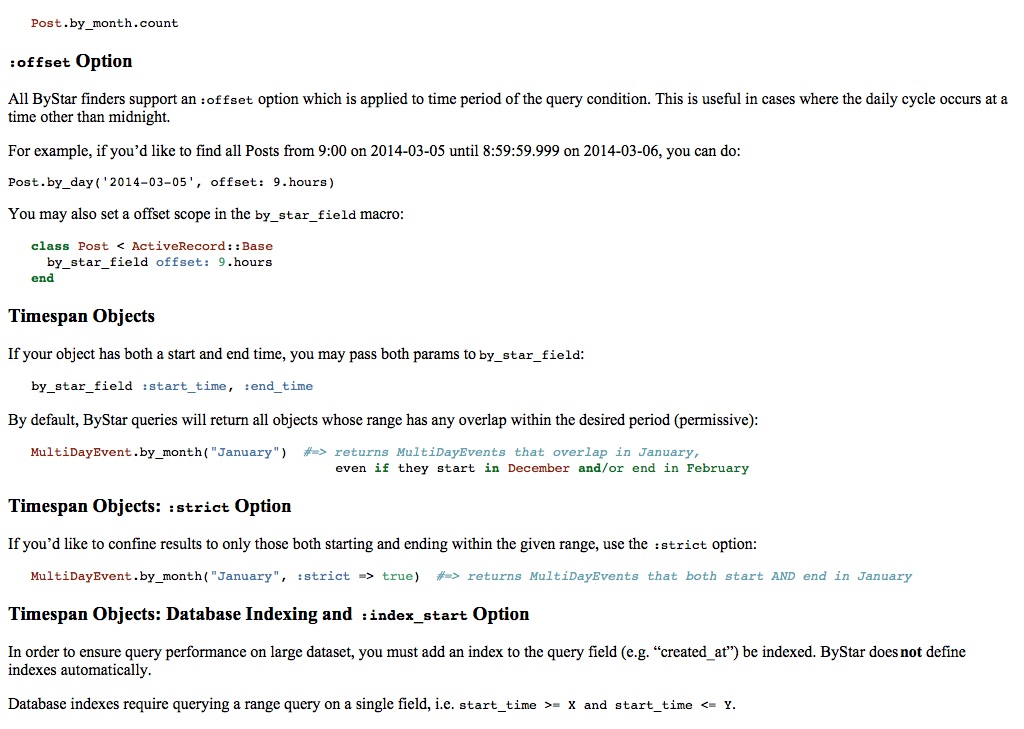 Post.by_month.count
:offset Option
All ByStar finders support an :offset option which is applied to time period of the query condition. This is useful in cases where the daily cycle occurs at a
time other than midnight.
For example, if you’d like to find all Posts from 9:00 on 2014-03-05 until 8:59:59.999 on 2014-03-06, you can do:
Post.by_day('2014-03-05', offset: 9.hours)
You may also set a offset scope in the by_star_field macro:
class Post < ActiveRecord::Base
  by_star_field offset: 9.hours
end
Timespan Objects
If your object has both a start and end time, you may pass both params to by_star_field:
by_star_field :start_time, :end_time
By default, ByStar queries will return all objects whose range has any overlap within the desired period (permissive):
MultiDayEvent.by_month("January")  #=> returns MultiDayEvents that overlap in January,
                                       even if they start in December and/or end in February
Timespan Objects: :strict Option
If you’d like to confine results to only those both starting and ending within the given range, use the :strict option:
MultiDayEvent.by_month("January", :strict => true)  #=> returns MultiDayEvents that both start AND end in January
Timespan Objects: Database Indexing and :index_start Option
In order to ensure query performance on large dataset, you must add an index to the query field (e.g. “created_at”) be indexed. ByStar does not define
indexes automatically.
Database indexes require querying a range query on a single field, i.e. start_time >= X and start_time <= Y.